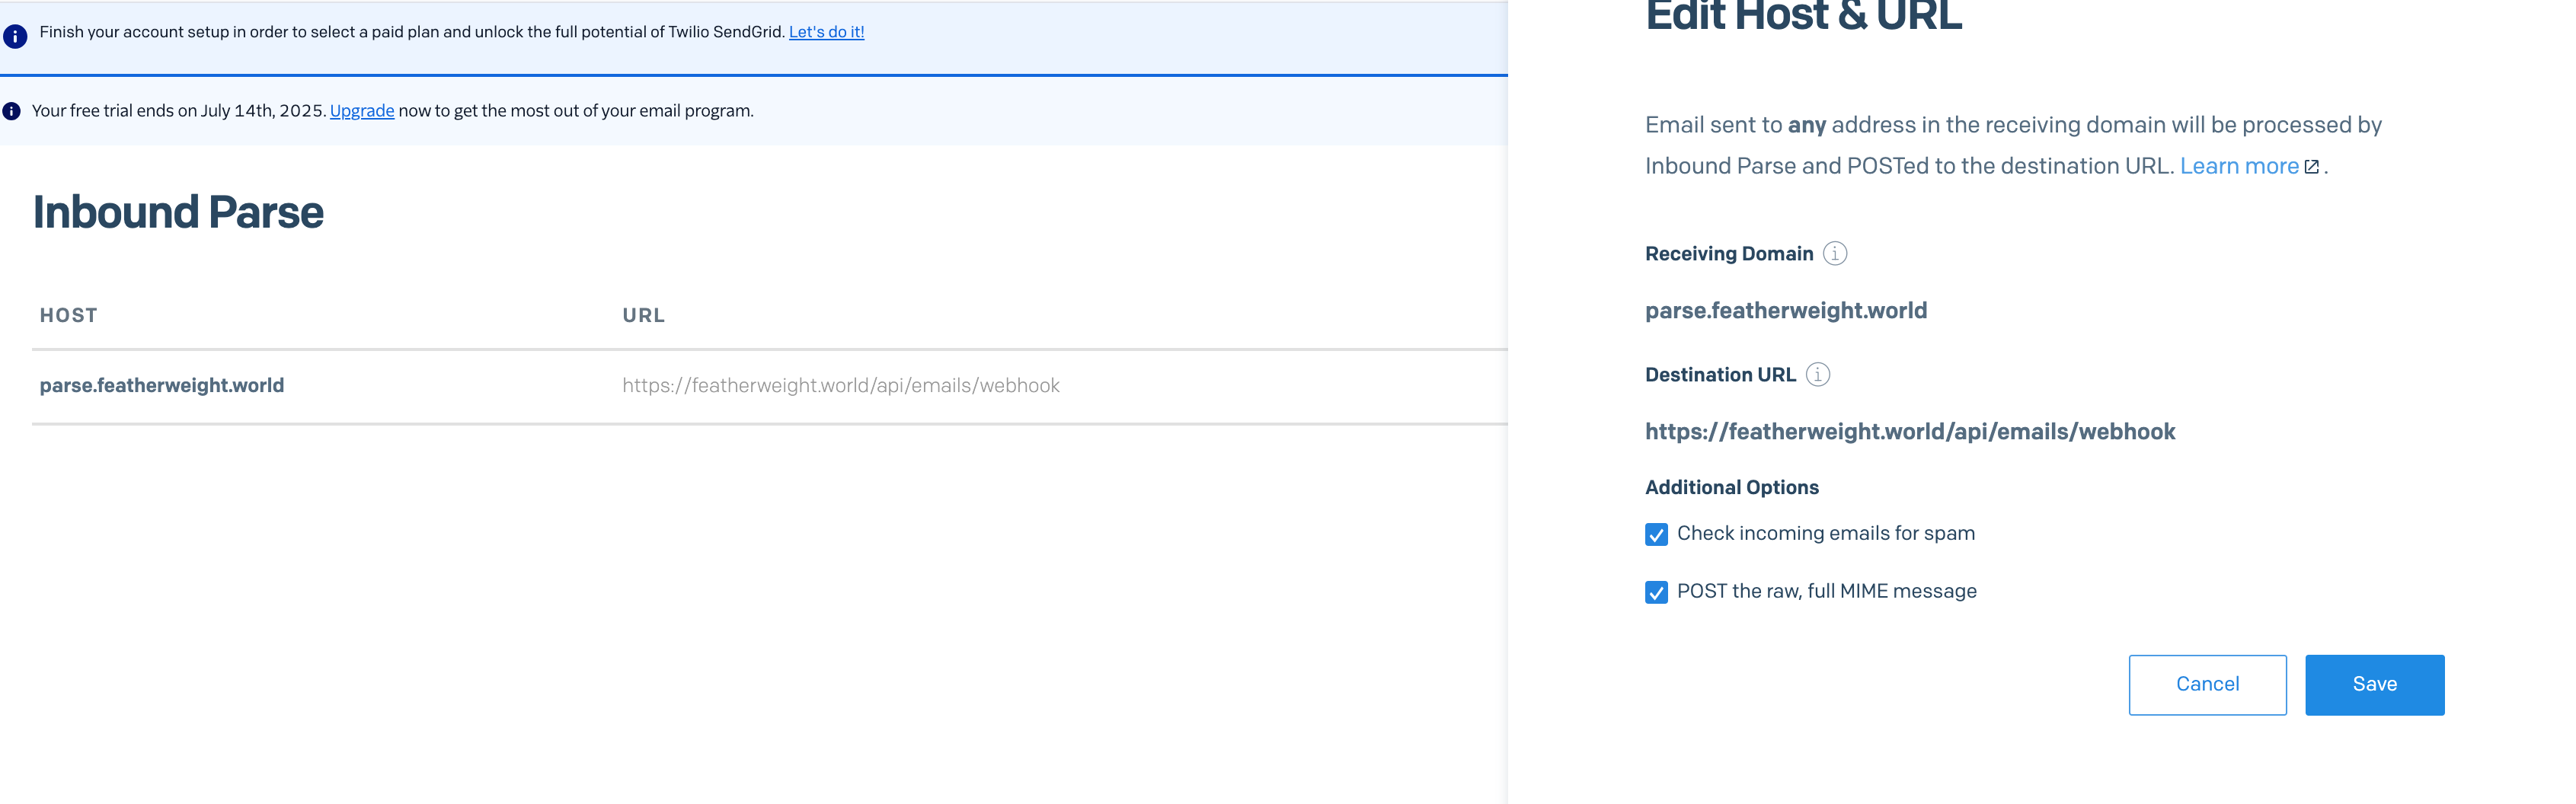 Finish your account setup in order to select a paid plan and unlock the full potential of Twilio SendGrid. Let's do it!
Your free trial ends on July 14th, 2025. Upgrade now to get the most out of your email program.
Inbound Parse
HOST URL
parse.featherweight.world https://featherweight.world/api/emails/webhook
Edit Host & URL
Email sent to any address in the receiving domain will be processed by
Inbound Parse and POSTed to the destination URL. Learn more.
Receiving Domain
parse.featherweight.world
Destination URL
https://featherweight.world/api/emails/webhook
Additional Options
Check incoming emails for spam
POST the raw, full MIME message
Cancel Save